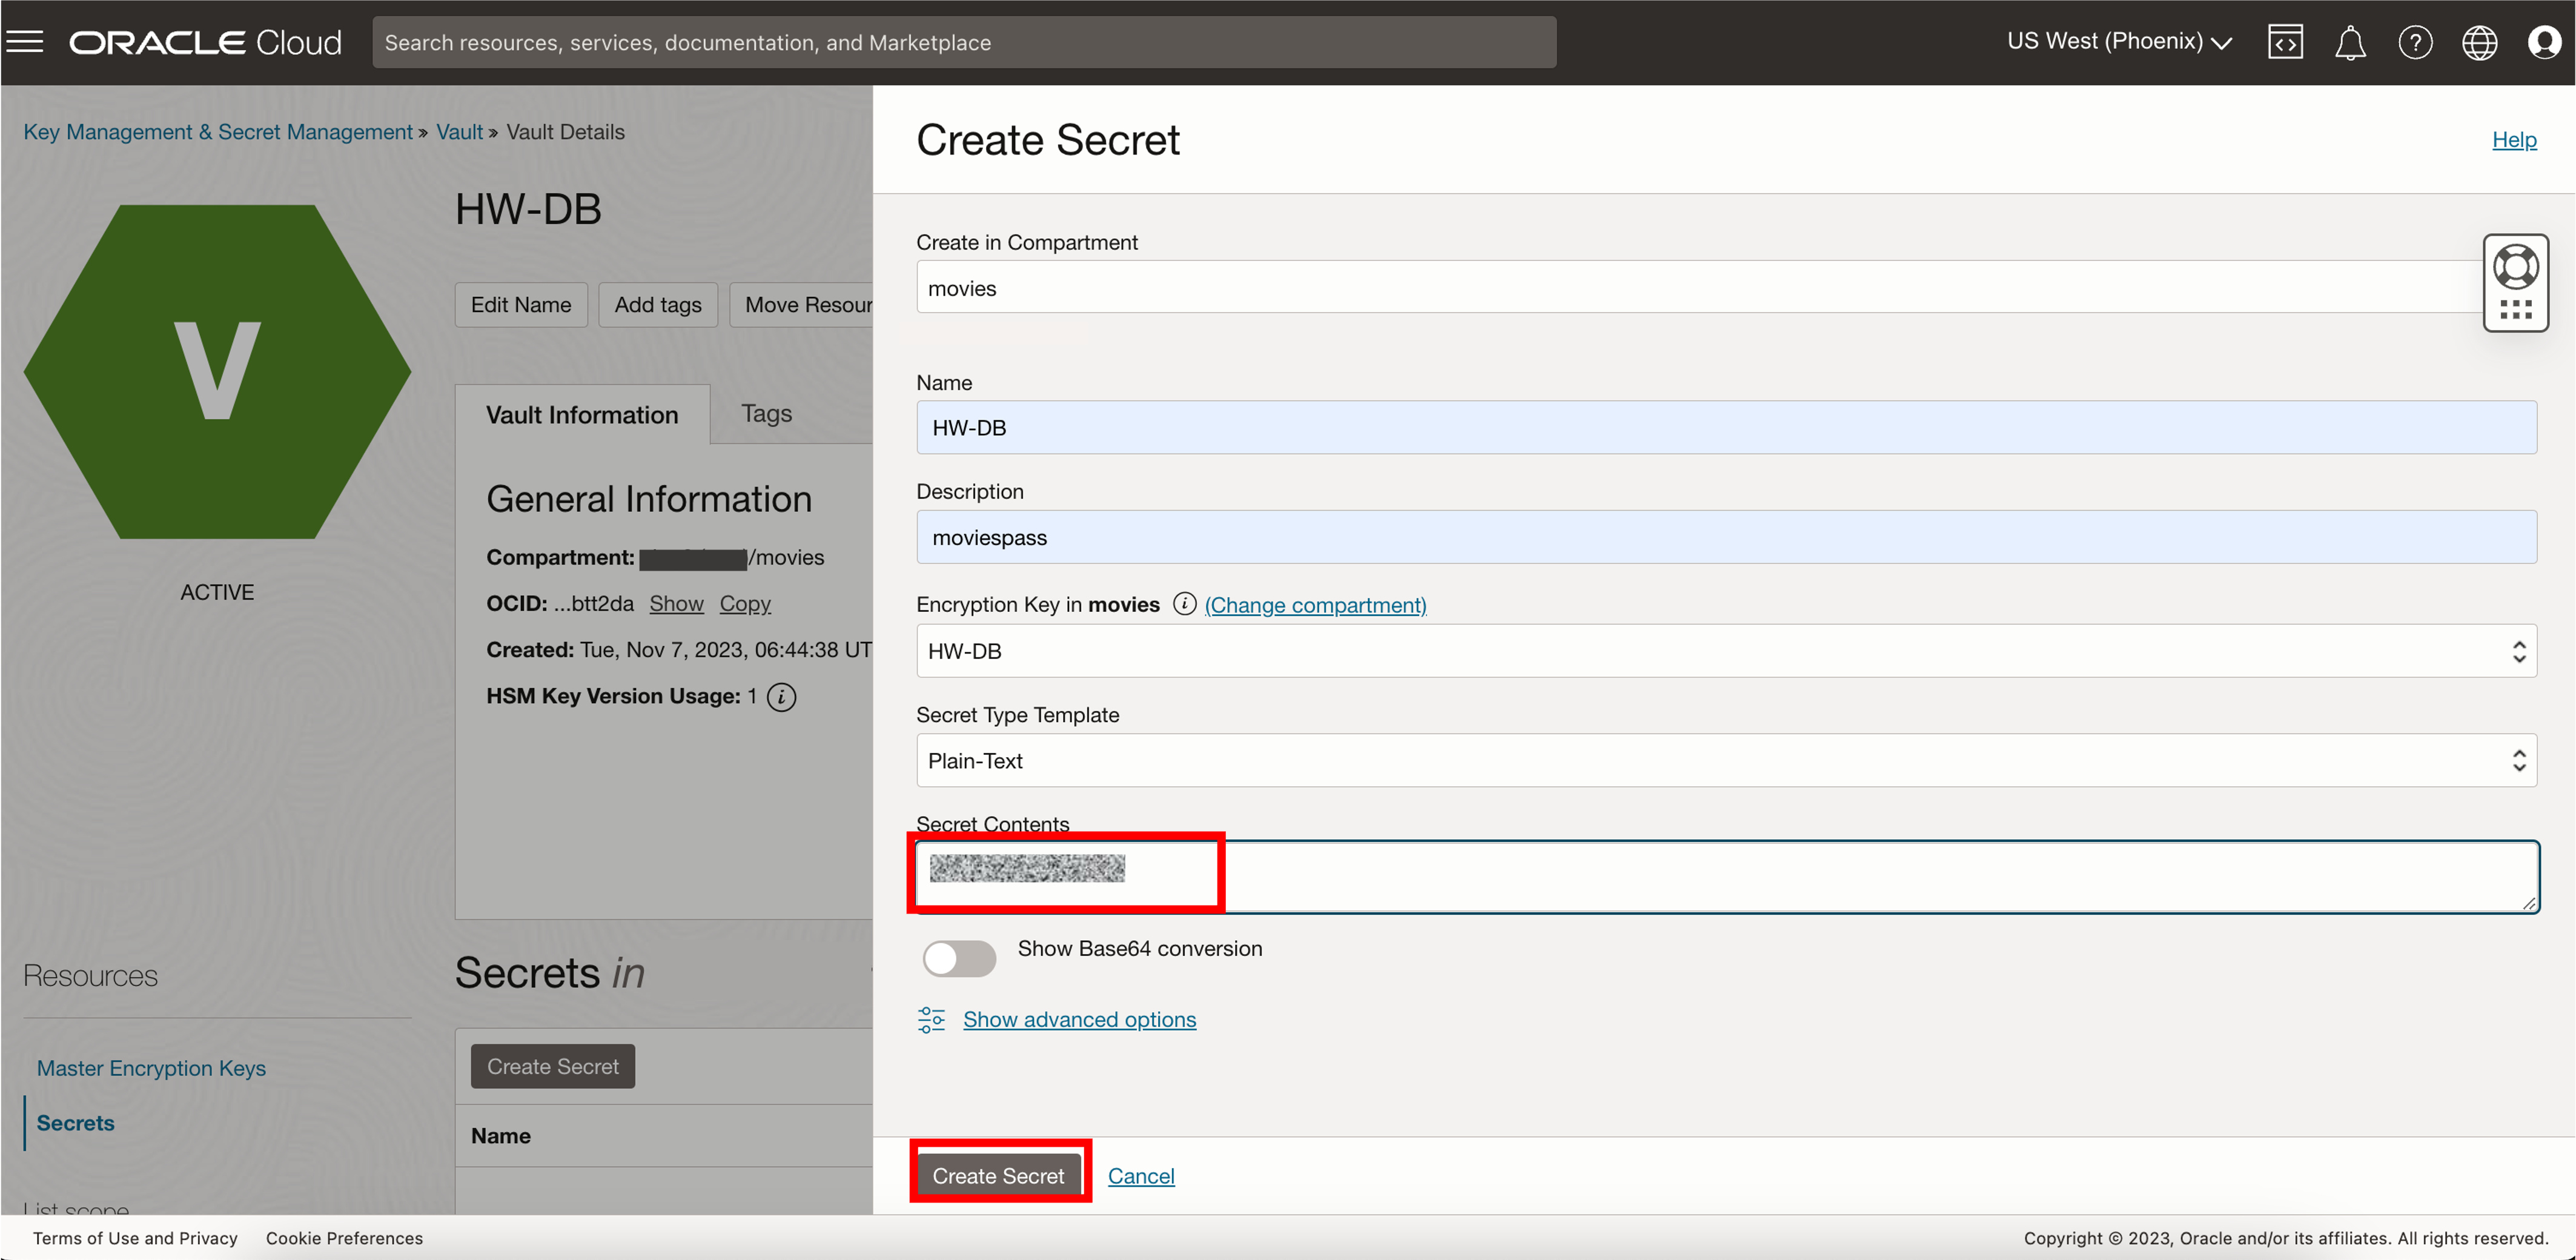 ORACLE Cloud
Search resources, services, documentation, and Marketplace
US West (Phoenix)
Key Management & Secret Management » Vault » Vault Details
V
ACTIVE
HW-DB
Edit Name Add tags Move Resour
Vault Information Tags
General Information
Compartment: /movies
OCID: ...btt2da Show Copy
Created: Tue, Nov 7, 2023, 06:44:38 UT
HSM Key Version Usage: 1
Resources
Master Encryption Keys
Secrets
List scope
Secrets in
Create Secret
Name
Create Secret
Help
Create in Compartment
movies
Name
HW-DB
Description
moviespass
Encryption Key in movies (Change compartment)
HW-DB
Secret Type Template
Plain-Text
Secret Contents
Show Base64 conversion
Show advanced options
Create Secret Cancel
Terms of Use and Privacy Cookie Preferences
Copyright © 2023, Oracle and/or its affiliates. All rights reserved.